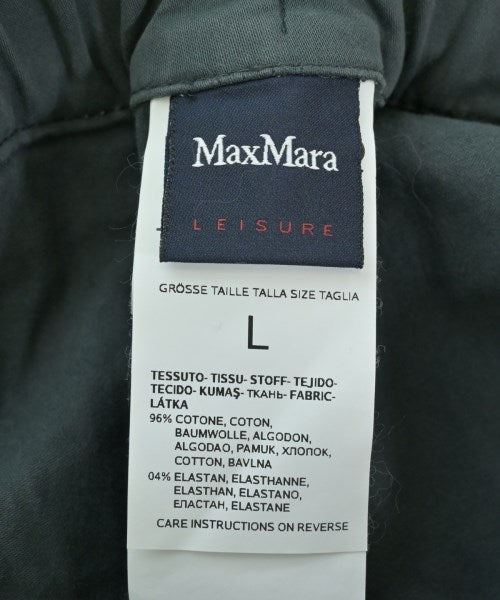 MaxMara
LEISURE
GRÖSSE TAILLE TALLA SIZE TAGLIA
L
TESSUTO- TISSU- STOFF- TEJIDO-
TECIDO- KUMAŞ- ТКАНЬ- FABRIC-
LÁTKA
96% COTONE, COTON,
BAUMWOLLE, ALGODON,
ALGODAO, PAMUK, ХЛОПОК,
COTTON, BAVLNA
04% ELASTAN, ELASTHANNE,
ELASTHAN, ELASTANO,
ЕЛАСТАН, ELASTANE
CARE INSTRUCTIONS ON REVERSE